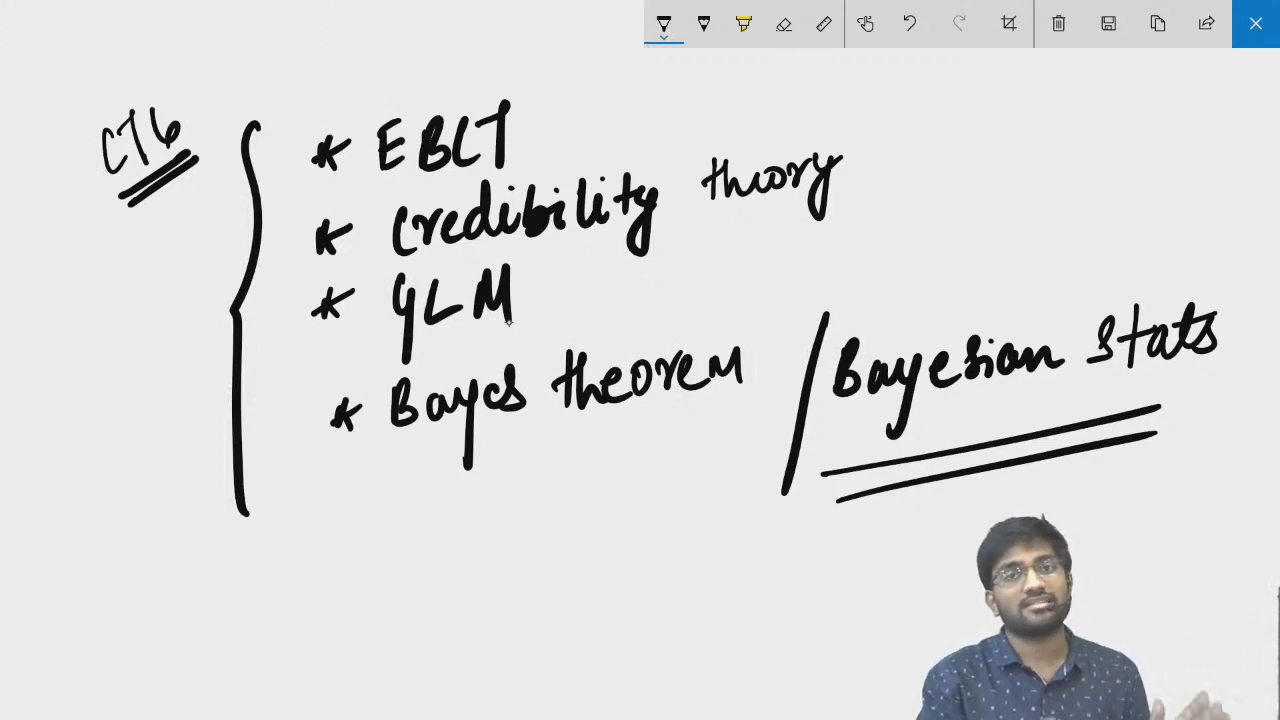 CT6
* EBCT
* Credibility theory
* GLM
* Bayes theorem / Bayesian Stats